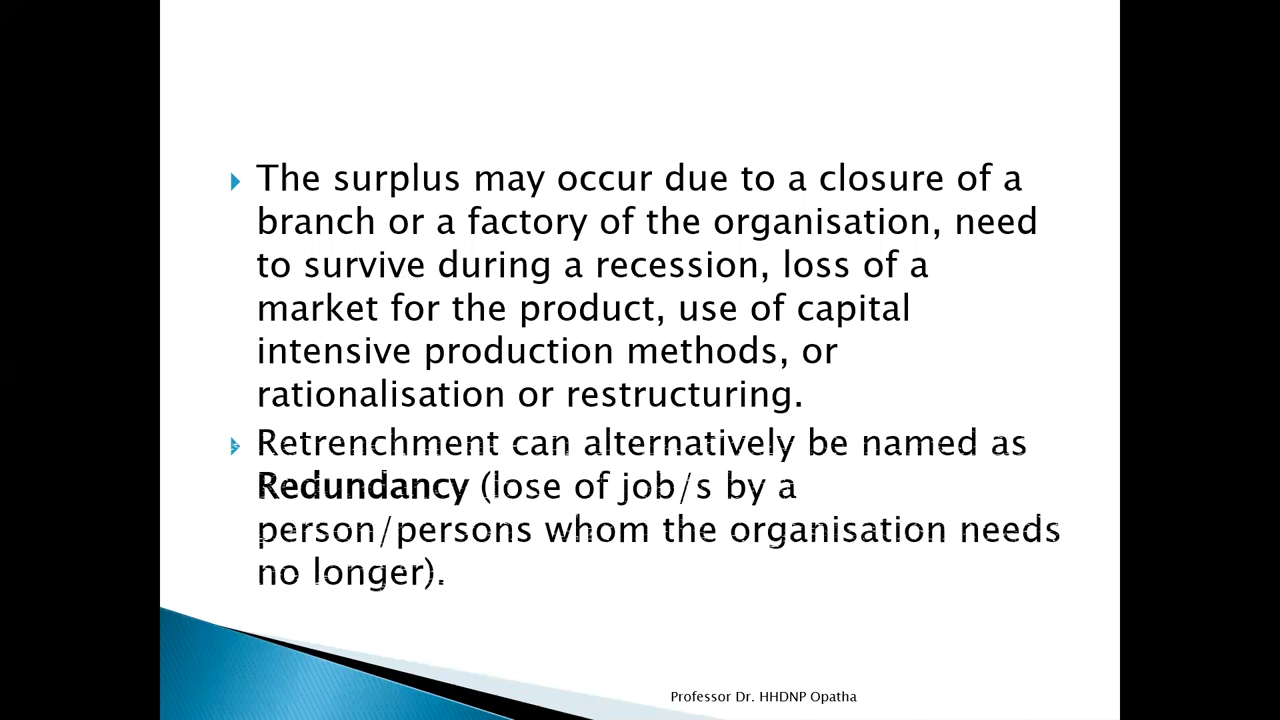 The surplus may occur due to a closure of a
branch or a factory of the organisation, need
to survive during a recession, loss of a
market for the product, use of capital
intensive production methods, or
rationalisation or restructuring.
Retrenchment can alternatively be named as
Redundancy (lose of job/s by a
person/persons whom the organisation needs
no longer).
Professor Dr. HHDNP Opatha